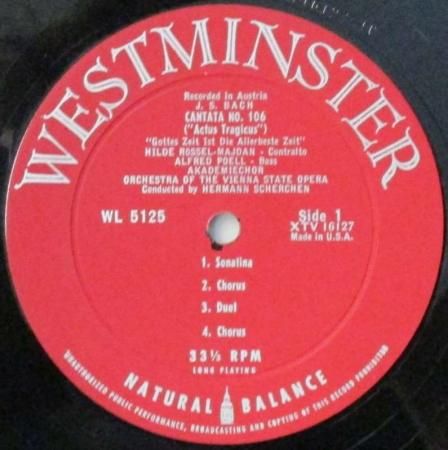 WESTMINSTER
Recorded in Austria
J. S. BACH
CANTATA NO. 106
("Actus Tragicus")
"Gottes Zeit Ist Die Allerbeste Zeit"
HILDE ROSSEL-MAJDAN - Contralto
ALFRED POELL - Bass
AKADEMIECHOR
ORCHESTRA OF THE VIENNA STATE OPERA
Conducted by HERMANN SCHERCHEN
WL 5125
Side 1
XTV 16127
Made in U.S.A.
1. Sonatina
2. Chorus
3. Duet
4. Chorus
33⅓ RPM
LONG PLAYING
NATURAL BALANCE
UNAUTHORIZED PUBLIC PERFORMANCE, BROADCASTING AND COPYING OF THIS RECORD PROHIBITED